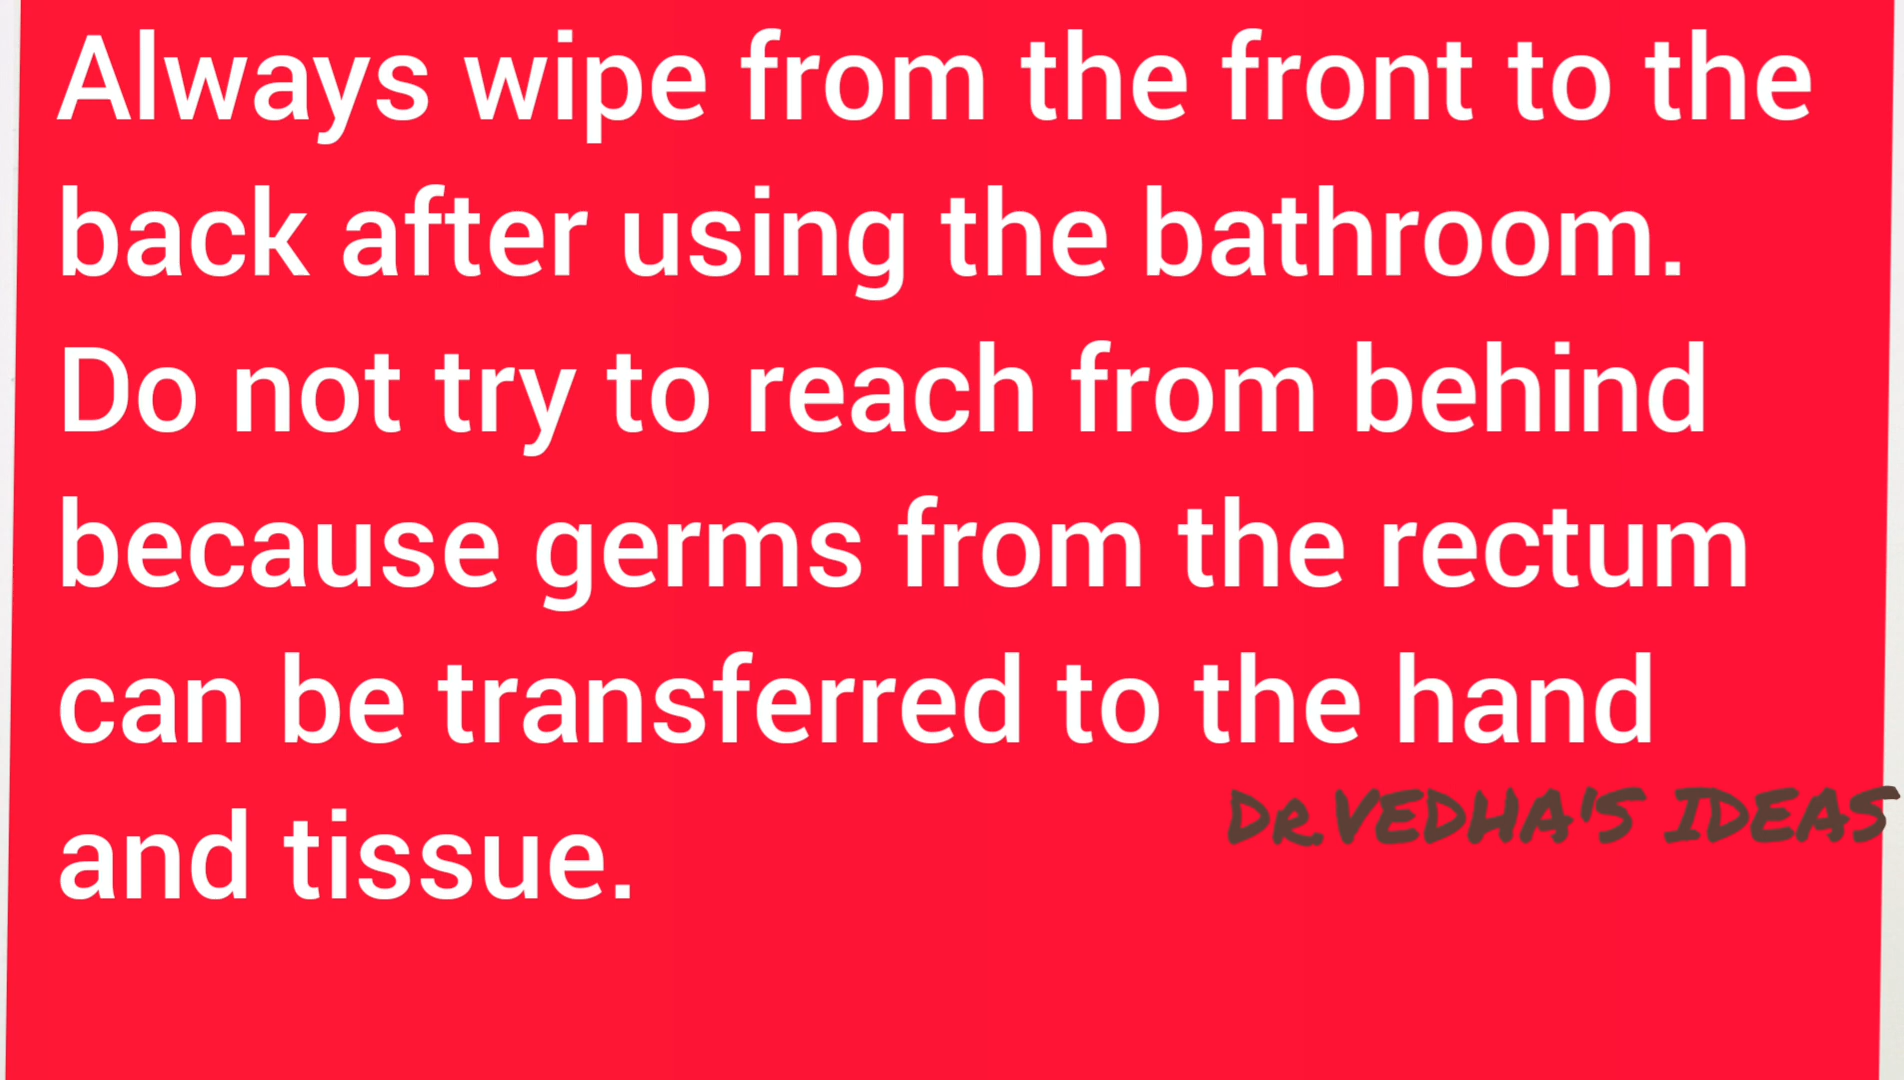 Always wipe from the front to the
back after using the bathroom.
Do not try to reach from behind
because germs from the rectum
can be transferred to the hand
and tissue.
DR.VEDHA'S IDEAS